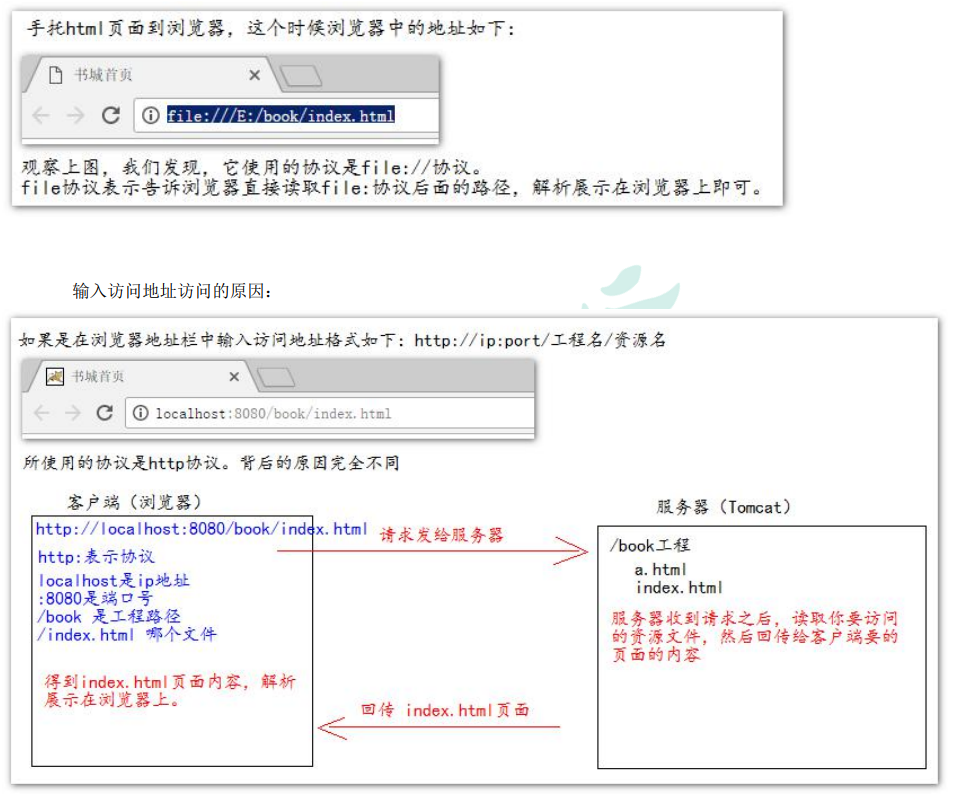 手托html页面到浏览器，这个时候浏览器中的地址如下：
书城首页
file:///E:/book/index.html
观察上图，我们发现，它使用的协议是file://协议。
file协议表示告诉浏览器直接读取file:协议后面的路径，解析展示在浏览器上即可。
输入访问地址访问的原因：
如果是在浏览器地址栏中输入访问地址格式如下：http://ip:port/工程名/资源名
书城首页
localhost:8080/book/index.html
所使用的协议是http协议。背后的原因完全不同
客户端（浏览器）
http://localhost:8080/book/index.html
http:表示协议
localhost是ip地址
:8080是端口号
/book 是工程路径
/index.html 哪个文件
得到index.html页面内容，解析
展示在浏览器上。
请求发给服务器
回传 index.html页面
服务器（Tomcat）
/book工程
a.html
index.html
服务器收到请求之后，读取你要访问
的资源文件，然后回传给客户端要的
页面的内容